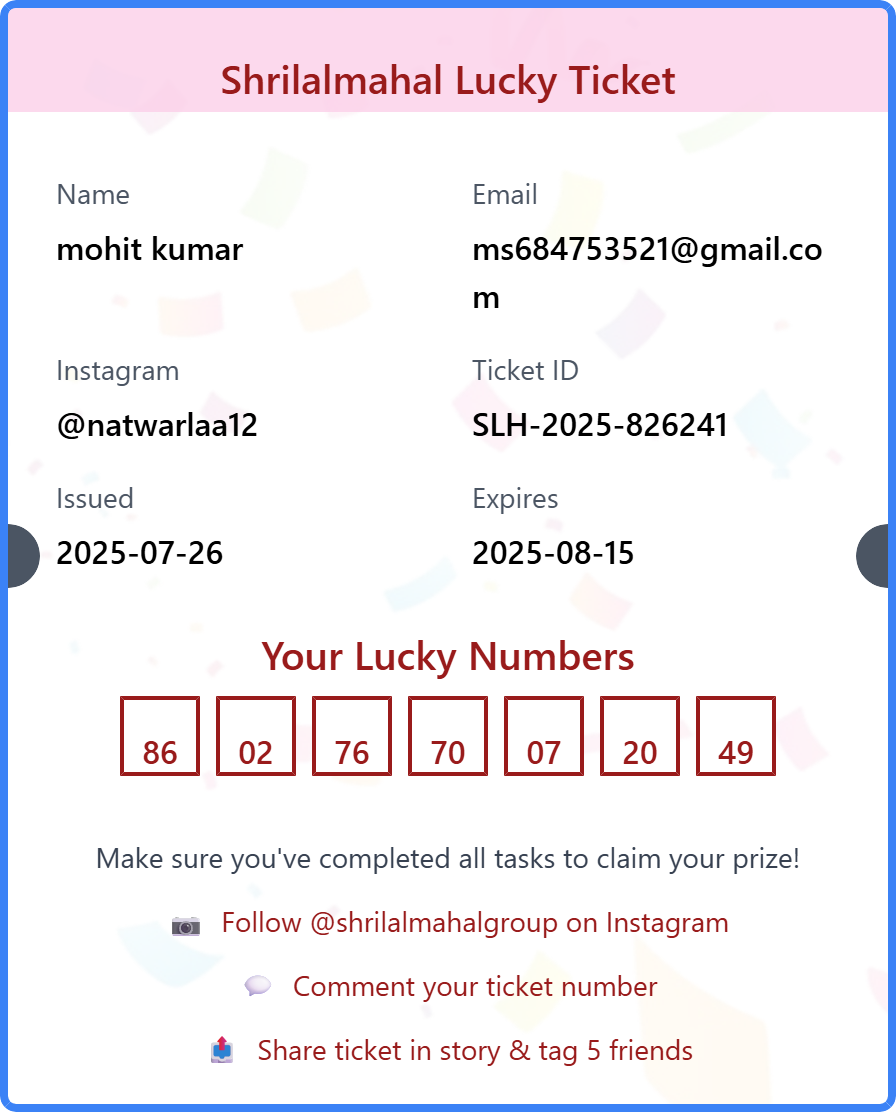 Shrilalmahal Lucky Ticket
Name
mohit kumar
Email
ms684753521@gmail.co
m
Instagram
@natwarlaa12
Ticket ID
SLH-2025-826241
Issued
2025-07-26
Expires
2025-08-15
Your Lucky Numbers
86 02 76 70 07 20 49
Make sure you've completed all tasks to claim your prize!
Follow @shrilalmahalgroup on Instagram
Comment your ticket number
Share ticket in story & tag 5 friends